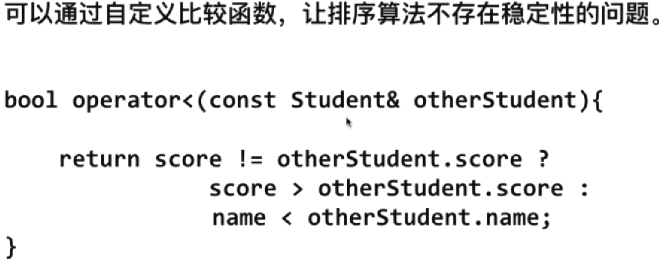 可以通过自定义比较函数，让排序算法不存在稳定性的问题。
bool operator<(const Student& otherStudent){
return score != otherStudent.score ?
score > otherStudent.score :
name < otherStudent.name;
}